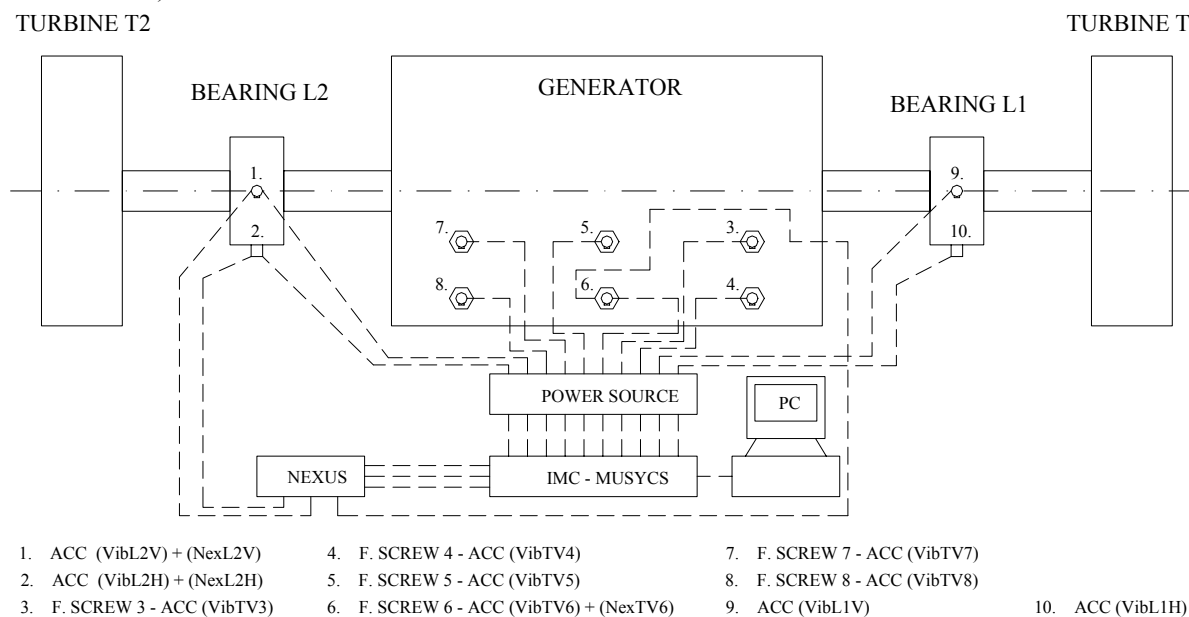 TURBINE T2
TURBINE T
BEARING L2
GENERATOR
BEARING L1
1.
9.
2.
7.
5.
3.
10.
8.
6.
4.
POWER SOURCE
PC
NEXUS
IMC - MUSYCS
1. ACC (VibL2V) + (NexL2V)
4. F. SCREW 4 - ACC (VibTV4)
7. F. SCREW 7 - ACC (VibTV7)
2. ACC (VibL2H) + (NexL2H)
5. F. SCREW 5 - ACC (VibTV5)
8. F. SCREW 8 - ACC (VibTV8)
3. F. SCREW 3 - ACC (VibTV3)
6. F. SCREW 6 - ACC (VibTV6) + (NexTV6)
9. ACC (VibL1V)
10. ACC (VibL1H)